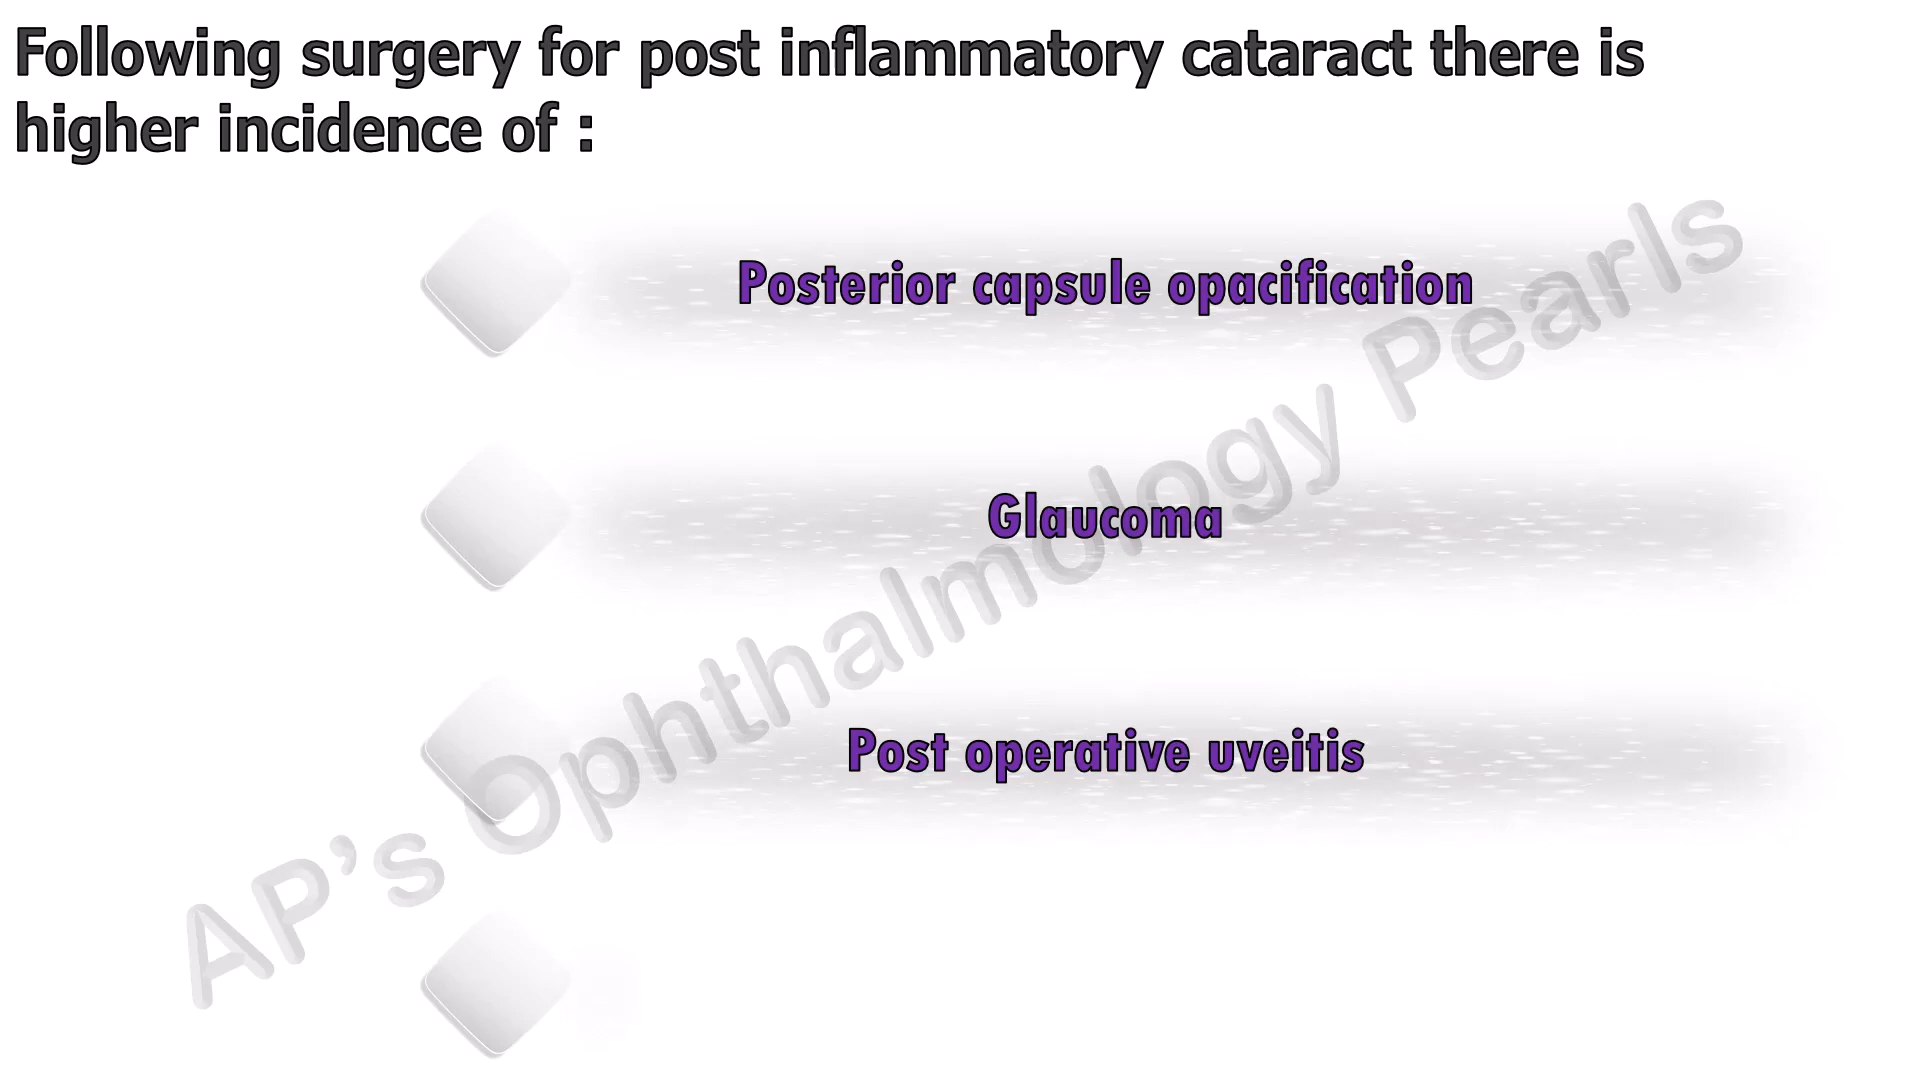 Following surgery for post inflammatory cataract there is
higher incidence of :
Posterior capsule opacification
Glaucoma
Post operative uveitis
AP’s Ophthalmology Pearls